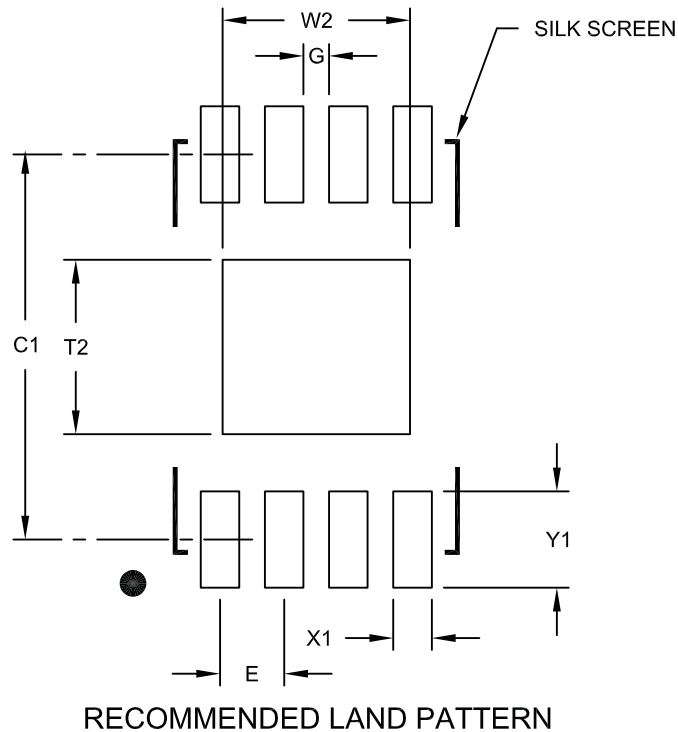 W2
SILK SCREEN
G
C1
T2
Y1
X1
E
RECOMMENDED LAND PATTERN